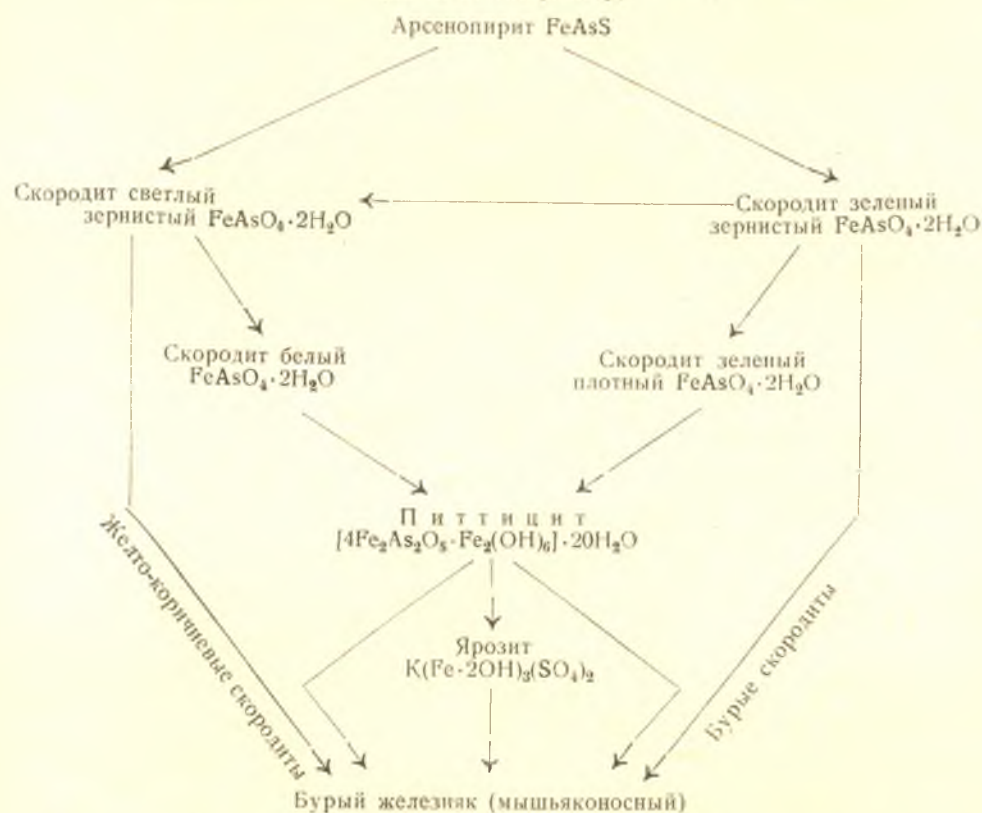 Арсенопирит FeAsS
Скородит светлый
зернистый FeAsO₄·2H₂O
Скородит зеленый
зернистый FeAsO₄·2H₂O
Скородит белый
FeAsO₄·2H₂O
Скородит зеленый
плотный FeAsO₄·2H₂O
Питтицит
[4Fe₂As₂O₈·Fe₂(OH)₆]·20H₂O
Желто-коричневые скородиты
Бурые скородиты
Ярозит
K(Fe·2OH)₃(SO₄)₂
Бурый железняк (мышьяконосный)